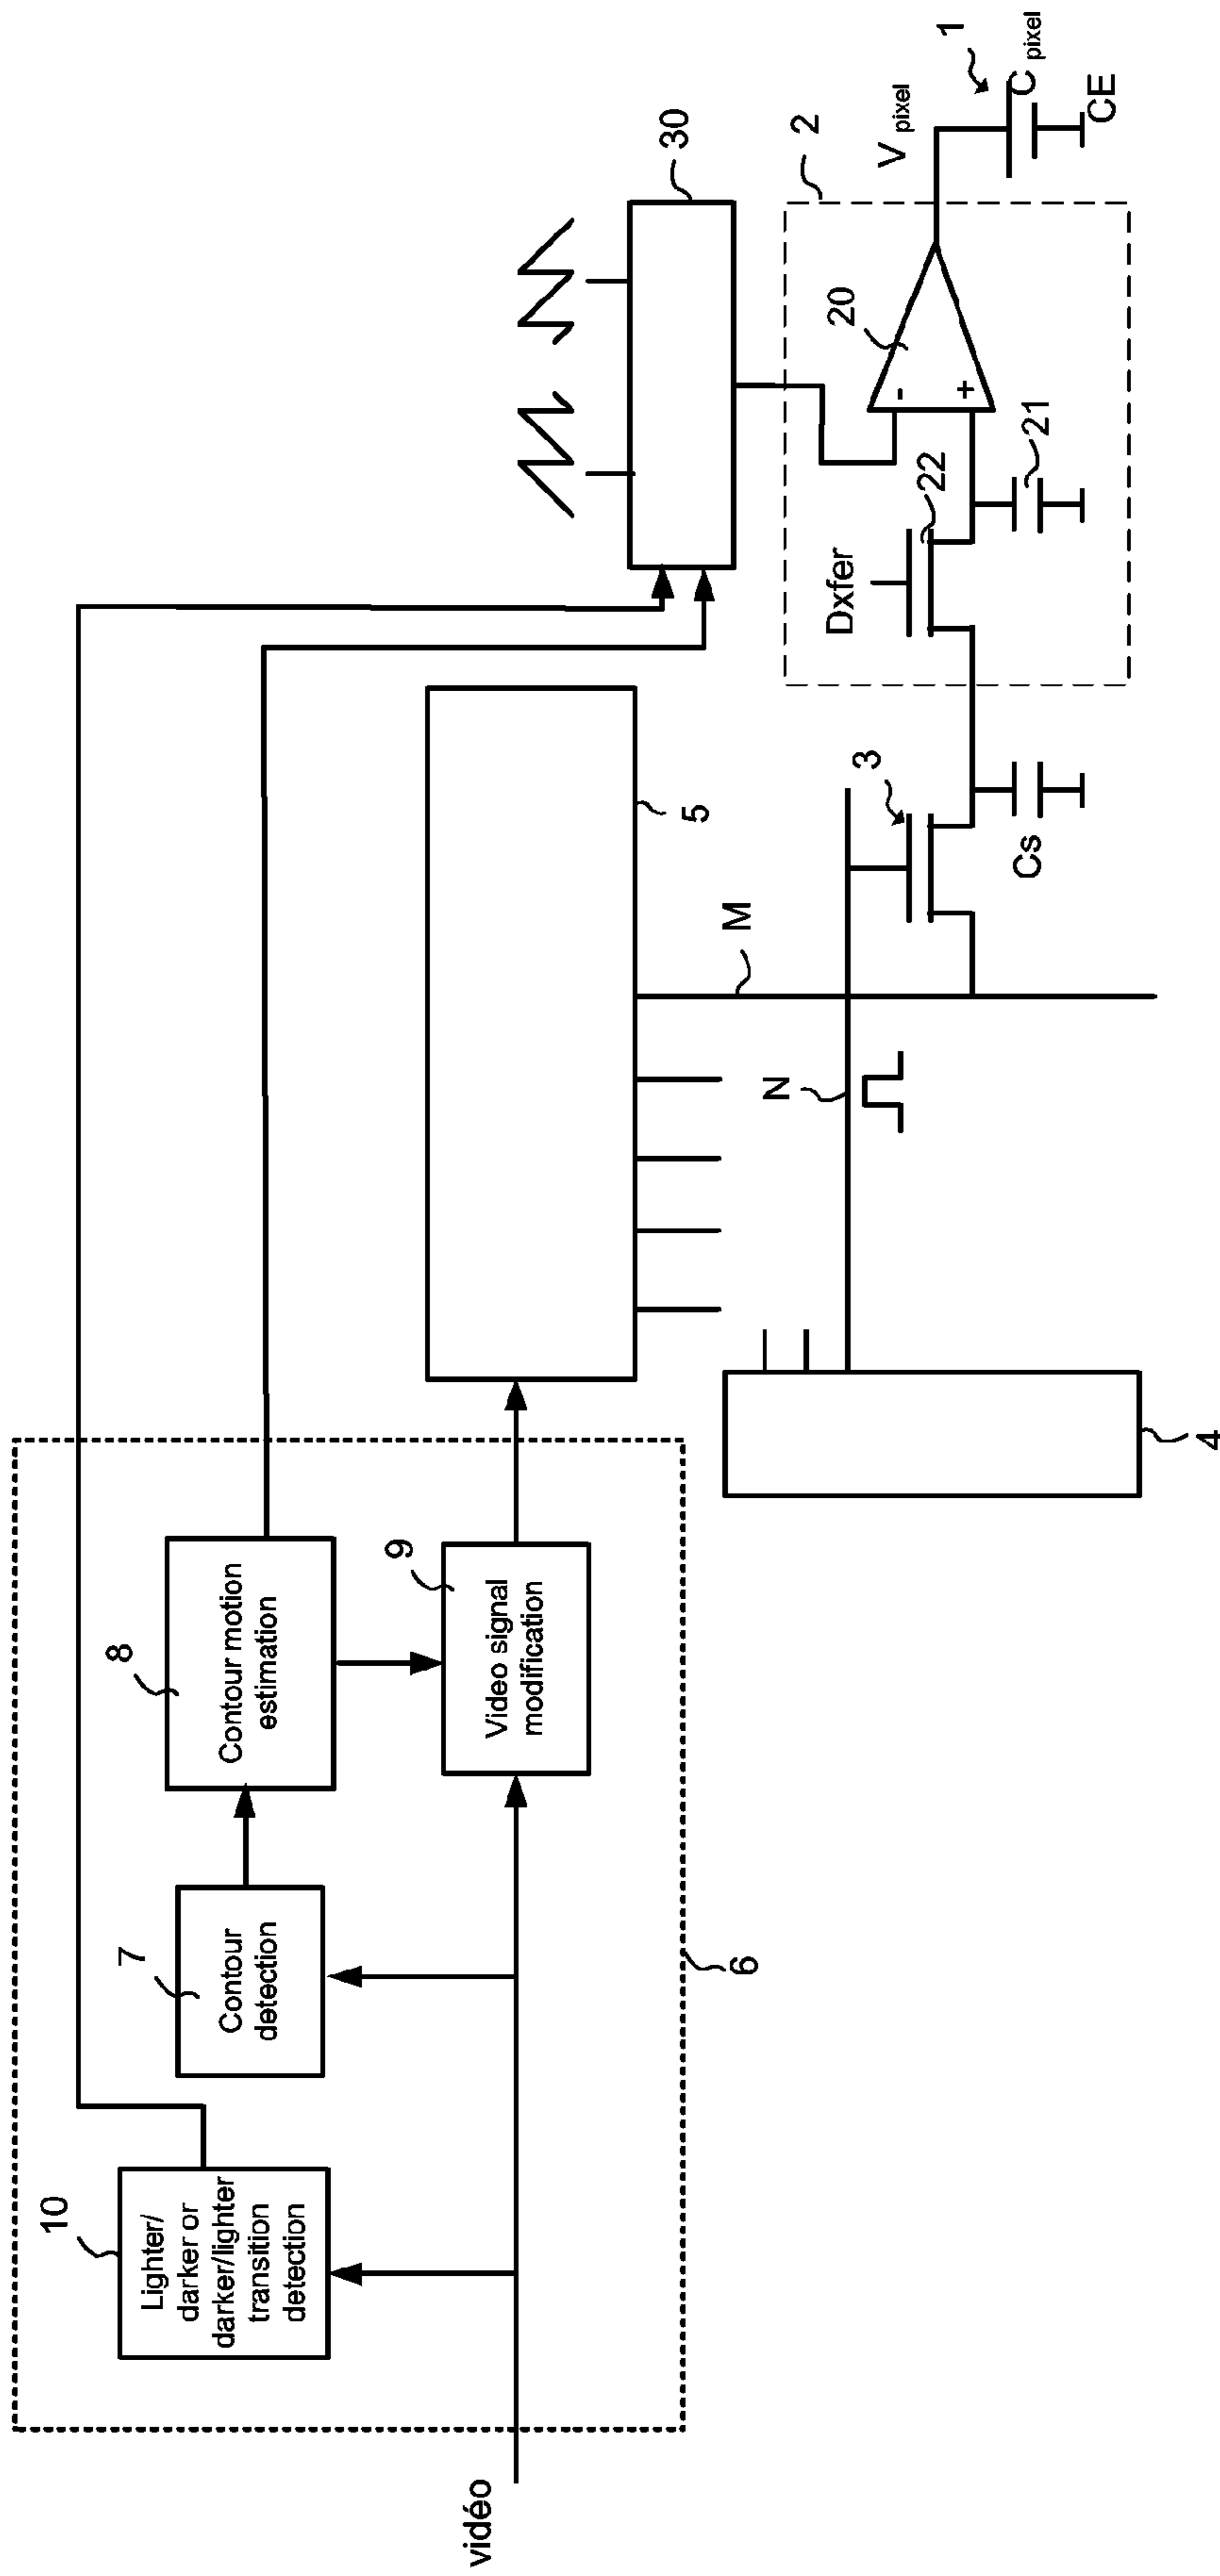 vidéo
10
Lighter/
darker or
darker/lighter
transition
detection
7
Contour
detection
8
Contour motion
estimation
9
Video signal
modification
6
4
5
N
M
3
Cs
30
Dxfer
22
21
20
-
+
2
V pixel
1
C pixel
CE